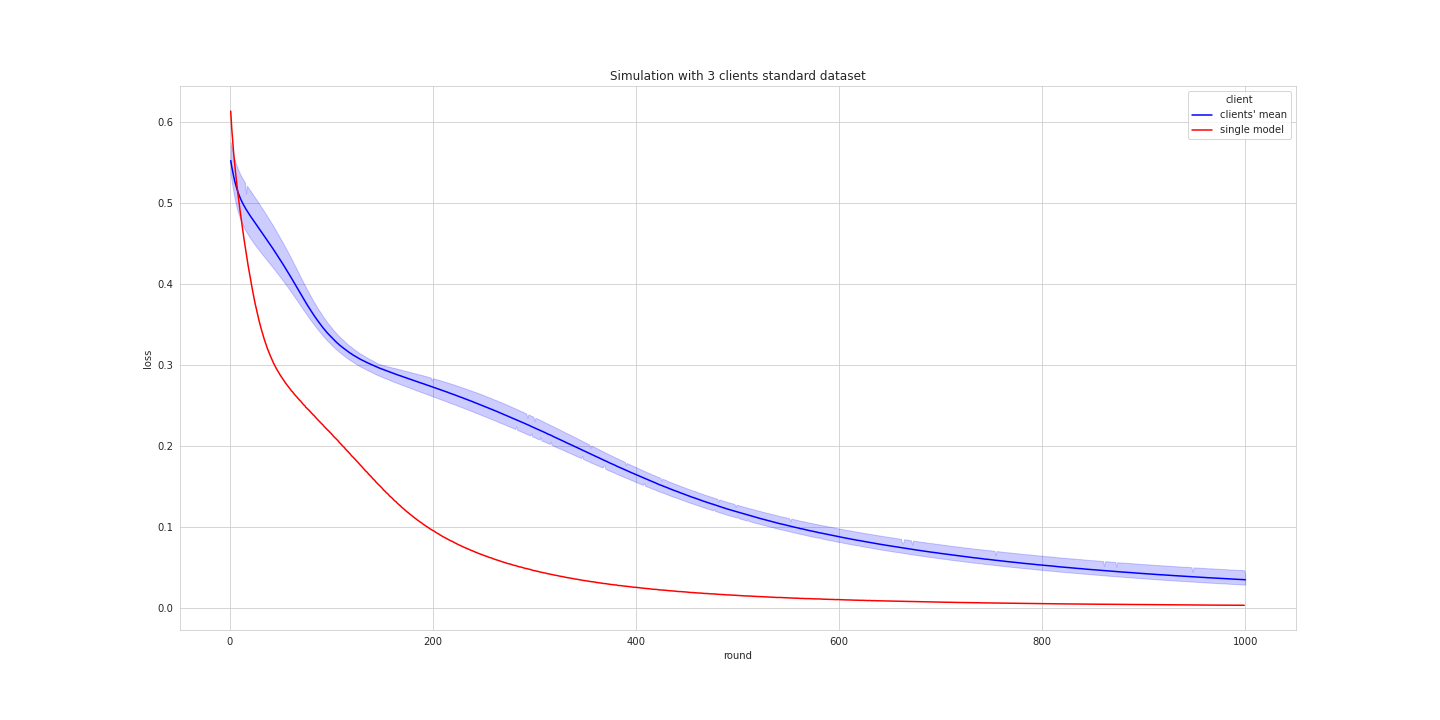 Simulation with 3 clients standard dataset
client
clients' mean
single model
0.6
0.5
0.4
0.3
0.2
0.1
0.0
loss
0
200
400
600
800
1000
round